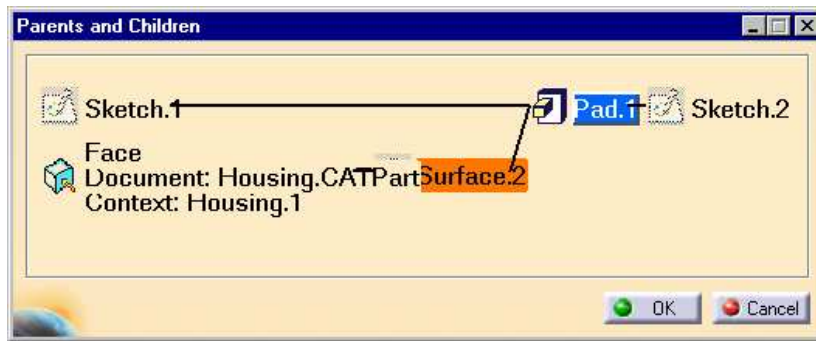 Parents and Children
Sketch.1 Pad.1 Sketch.2
Face
Document: Housing.CATPart Surface.2
Context: Housing.1
OK Cancel